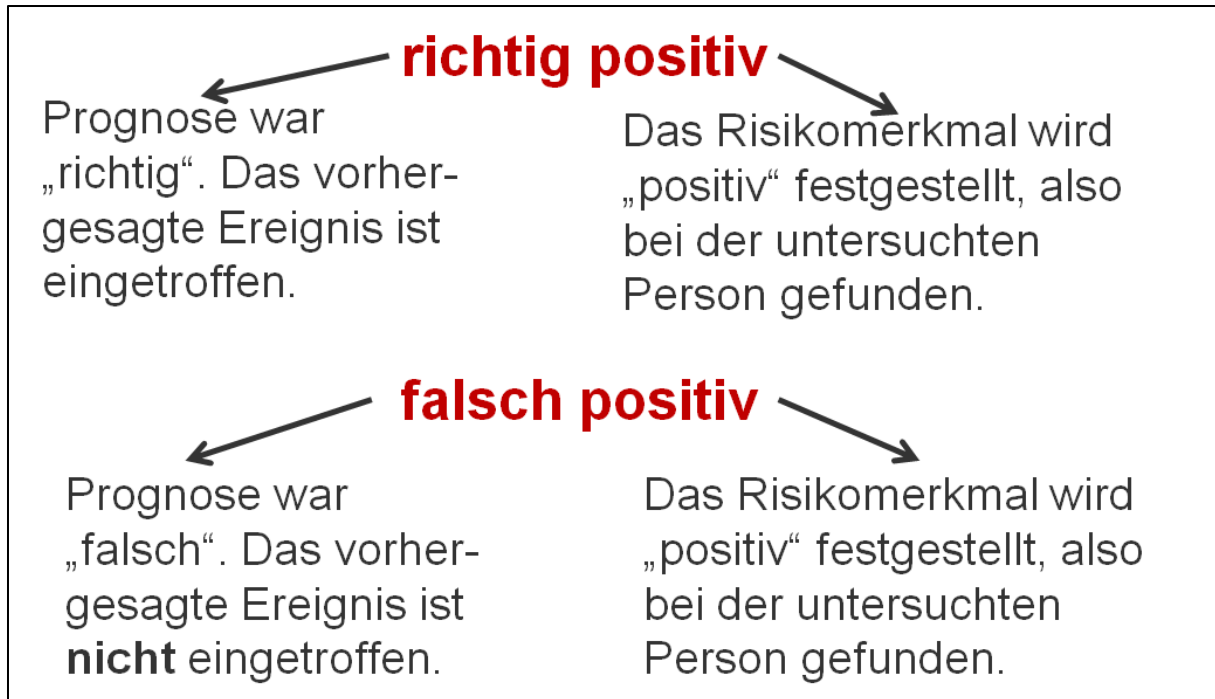 richtig positiv
Prognose war
„richtig“. Das vorher-
gesagte Ereignis ist
eingetroffen.
Das Risikomerkmal wird
„positiv“ festgestellt, also
bei der untersuchten
Person gefunden.
falsch positiv
Prognose war
„falsch“. Das vorher-
gesagte Ereignis ist
nicht eingetroffen.
Das Risikomerkmal wird
„positiv“ festgestellt, also
bei der untersuchten
Person gefunden.